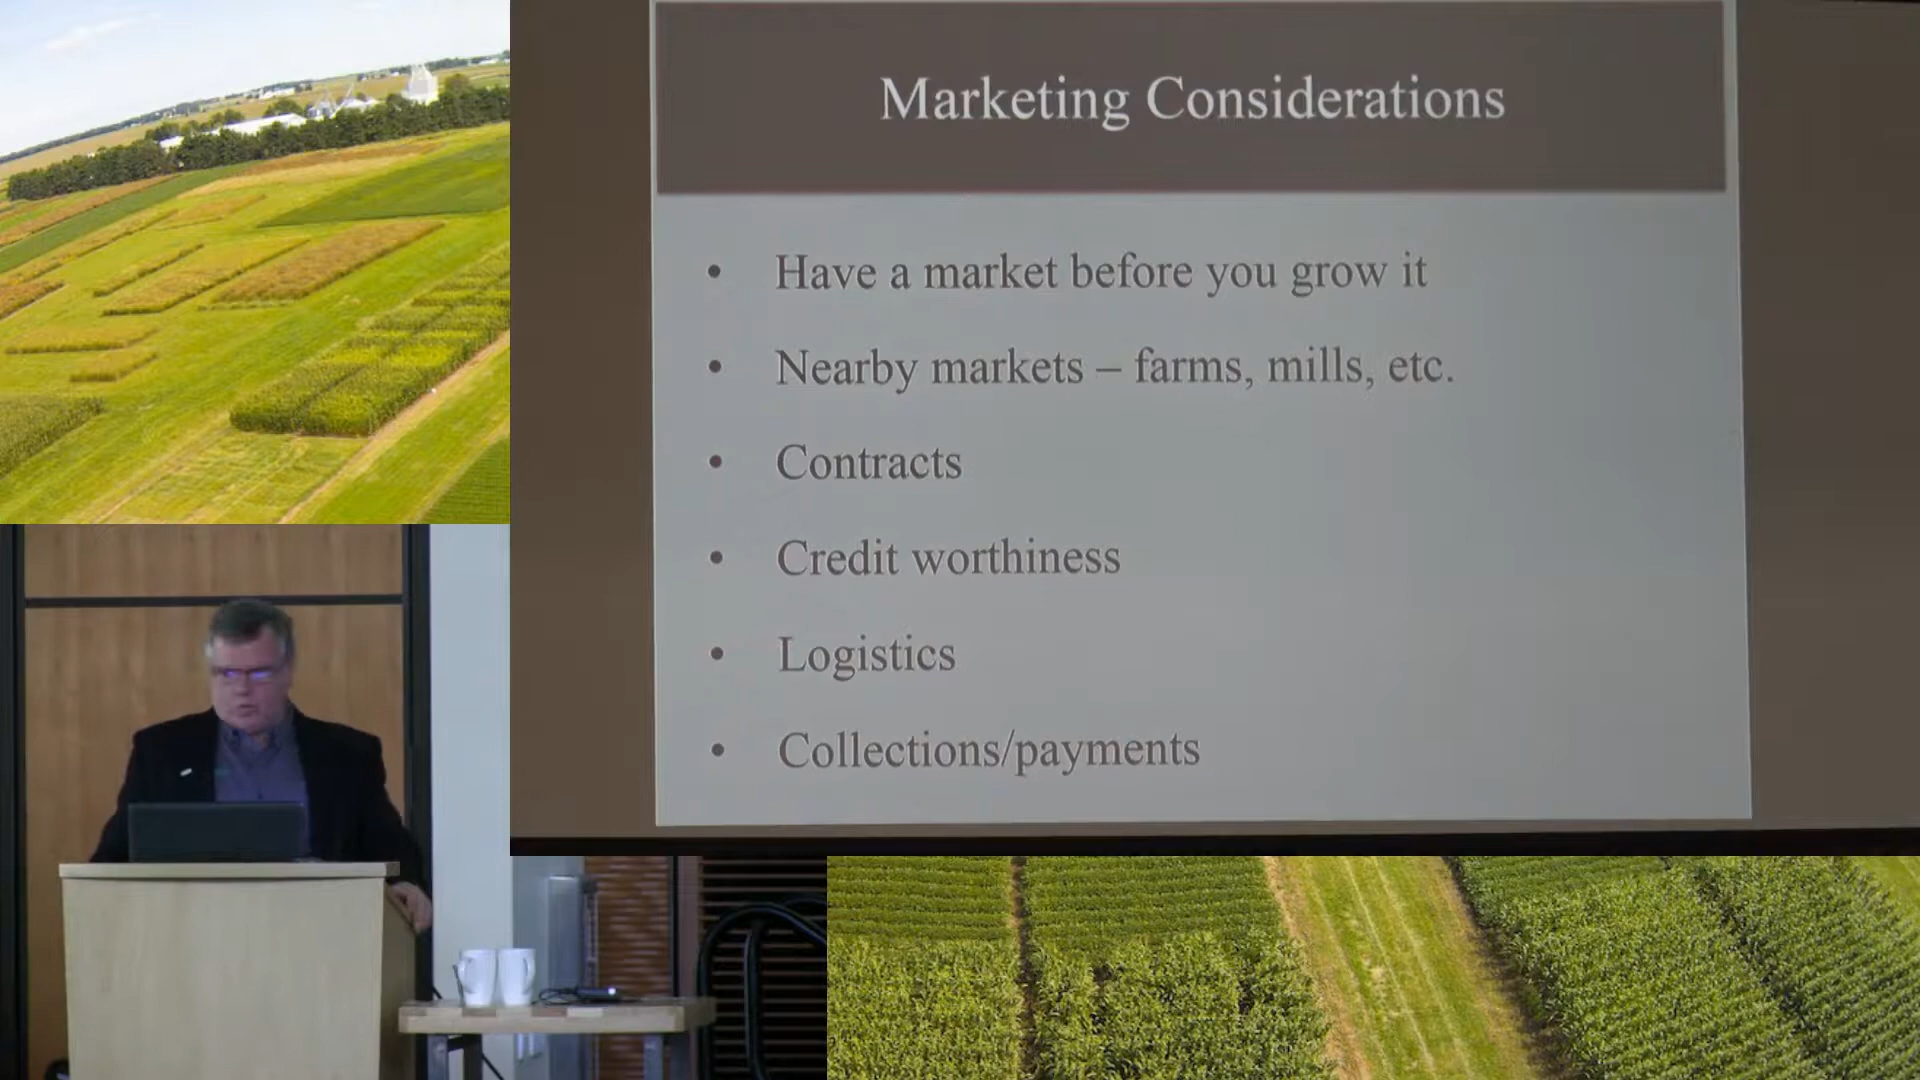 Marketing Considerations
• Have a market before you grow it
• Nearby markets – farms, mills, etc.
• Contracts
• Credit worthiness
• Logistics
• Collections/payments